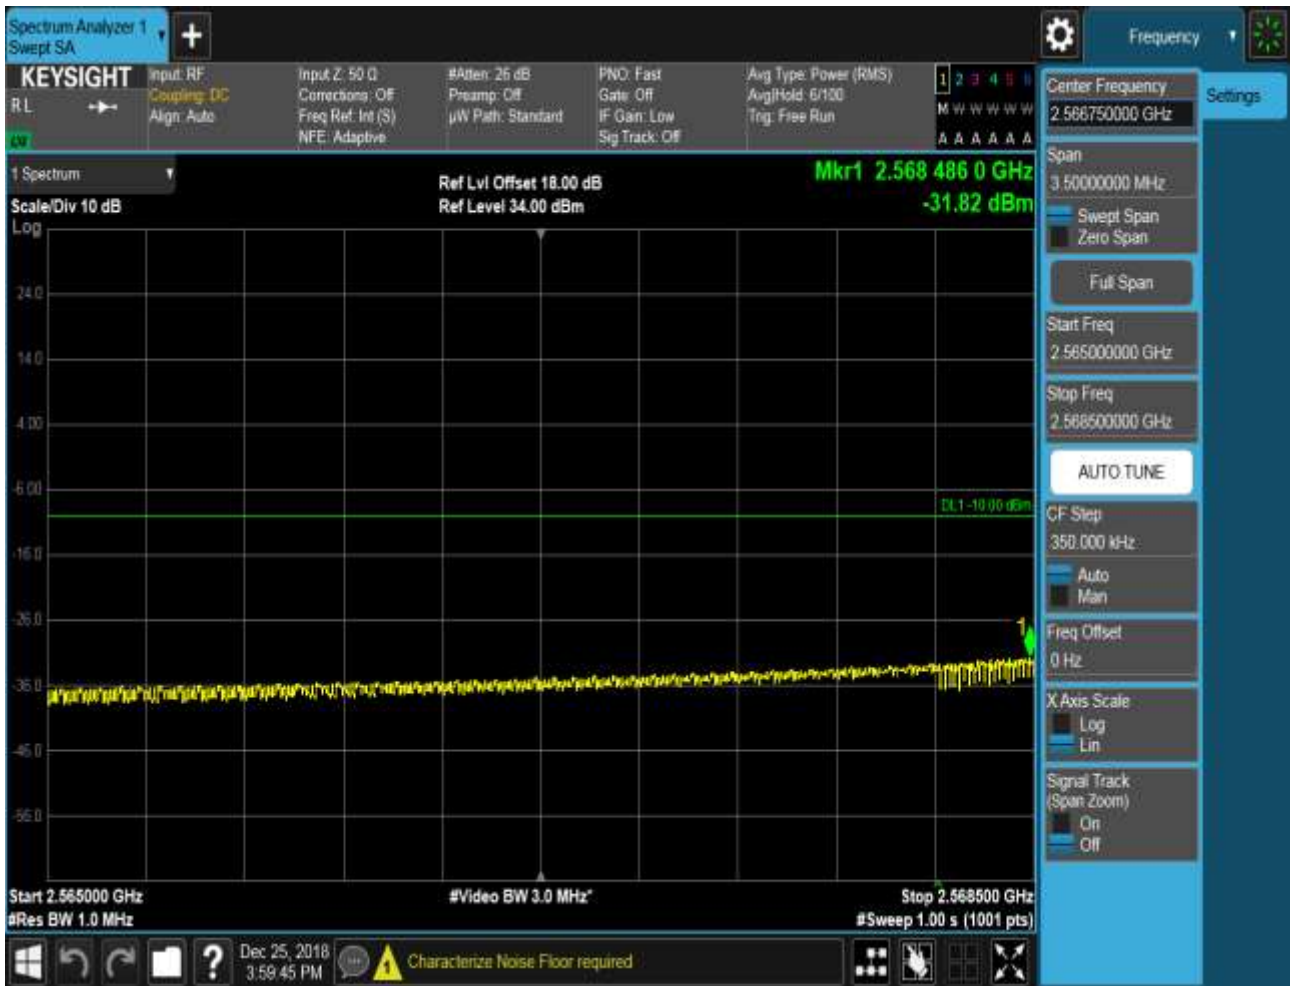 Spectrum Analyzer 1
Swept SA
Frequency
KEYSIGHT
R L
Input: RF
Coupling: DC
Align: Auto
Input Z: 50 Ω
Corrections: Off
Freq Ref: Int (S)
NFE: Adaptive
#Atten: 26 dB
Preamp: Off
µW Path: Standard
PNO: Fast
Gate: Off
IF Gain: Low
Sig Track: Off
Avg Type: Power (RMS)
Avg|Hold: 6/100
Trig: Free Run
1 2 3 4 5 6
M W W W W W
A A A A A A
1 Spectrum
Scale/Div 10 dB
Log
Ref Lvl Offset 18.00 dB
Ref Level 34.00 dBm
Mkr1 2.568 486 0 GHz
-31.82 dBm
24.0
14.0
4.00
-6.00
-16.0
-26.0
-36.0
-46.0
-56.0
DL1 -10.00 dBm
1
Start 2.565000 GHz
#Res BW 1.0 MHz
#Video BW 3.0 MHz*
Stop 2.568500 GHz
#Sweep 1.00 s (1001 pts)
Center Frequency
2.566750000 GHz
Settings
Span
3.50000000 MHz
Swept Span
Zero Span
Full Span
Start Freq
2.565000000 GHz
Stop Freq
2.568500000 GHz
AUTO TUNE
CF Step
350.000 kHz
Auto
Man
Freq Offset
0 Hz
X Axis Scale
Log
Lin
Signal Track
(Span Zoom)
On
Off
?
Dec 25, 2018
3:59:45 PM
1
Characterize Noise Floor required